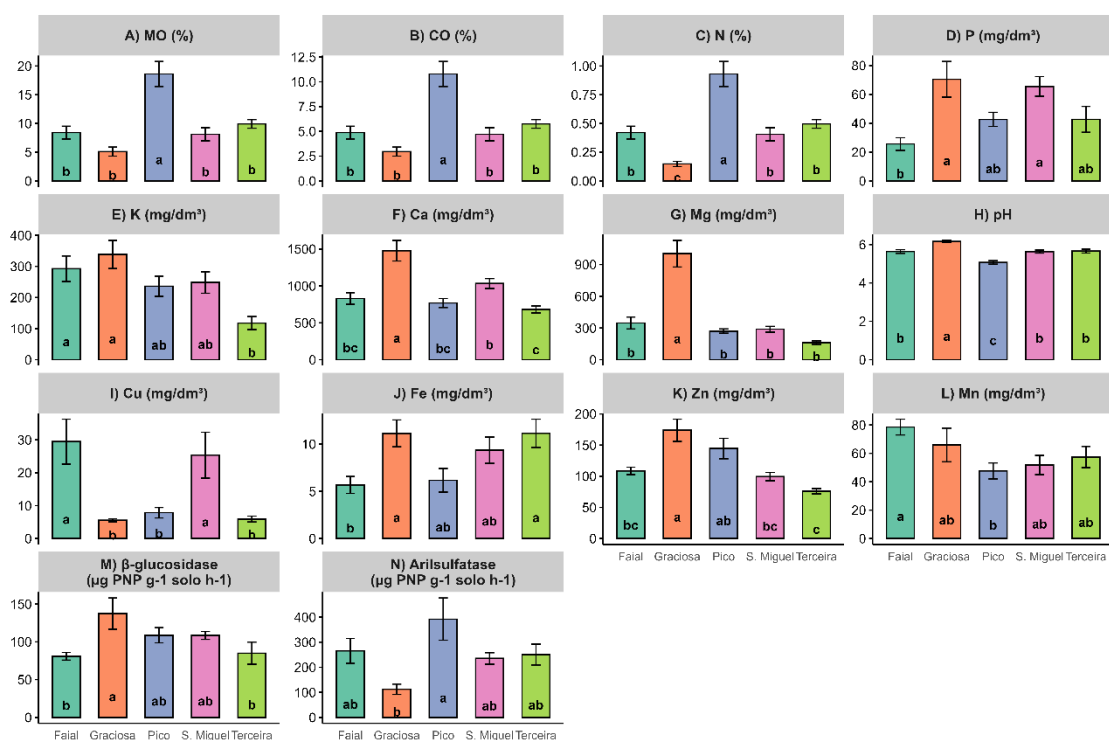 A) MO (%)
B) CO (%)
C) N (%)
D) P (mg/dm³)
20
15
10
5
0
b
b
a
b
b
12.5
10.0
7.5
5.0
2.5
0.0
b
b
a
b
b
1.00
0.75
0.50
0.25
0.00
b
c
a
b
b
80
60
40
20
0
b
a
ab
a
ab
E) K (mg/dm³)
F) Ca (mg/dm³)
G) Mg (mg/dm³)
H) pH
400
300
200
100
0
a
a
ab
ab
b
1500
1000
500
0
bc
a
bc
b
c
900
600
300
0
b
a
b
b
b
6
4
2
0
b
a
c
b
b
I) Cu (mg/dm³)
J) Fe (mg/dm³)
K) Zn (mg/dm³)
L) Mn (mg/dm³)
30
20
10
0
a
b
b
a
b
10
5
0
b
a
ab
ab
a
200
150
100
50
0
bc
a
ab
bc
c
Faial Graciosa Pico S. Miguel Terceira
80
60
40
20
0
a
ab
b
ab
ab
Faial Graciosa Pico S. Miguel Terceira
M) β-glucosidase
(µg PNP g-1 solo h-1)
N) Arilsulfatase
(µg PNP g-1 solo h-1)
150
100
50
0
b
a
ab
ab
b
Faial Graciosa Pico S. Miguel Terceira
400
300
200
100
0
ab
b
a
ab
ab
Faial Graciosa Pico S. Miguel Terceira